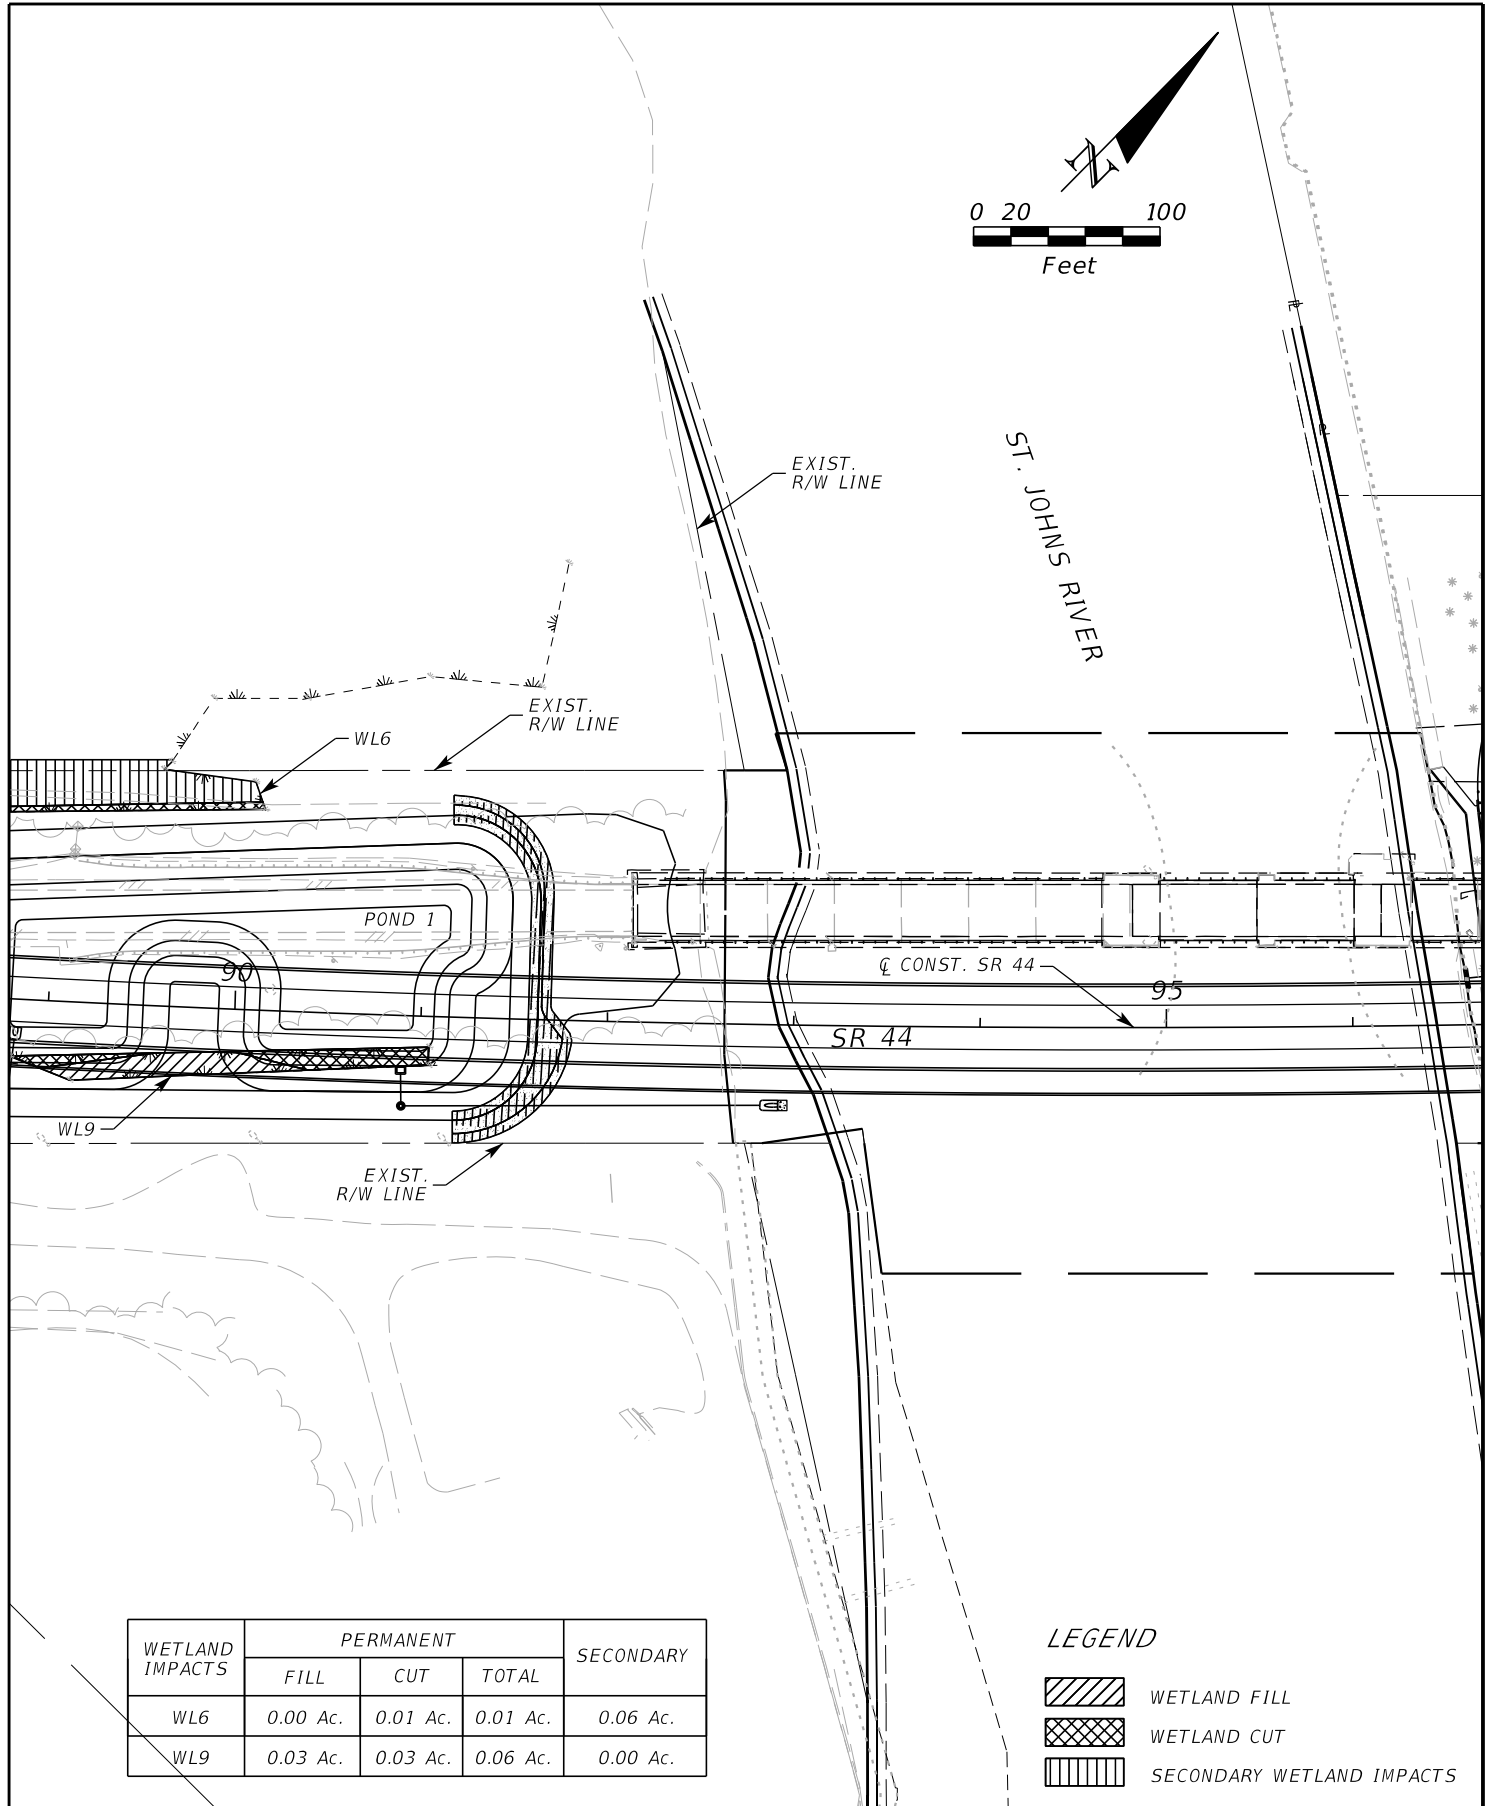 N
0 20 100
Feet
EXIST.
R/W LINE
ST. JOHNS RIVER
EXIST.
R/W LINE
WL6
POND 1
90
℄ CONST. SR 44
95
SR 44
WL9
EXIST.
R/W LINE
WETLAND IMPACTS PERMANENT SECONDARY
FILL CUT TOTAL
WL6 0.00 Ac. 0.01 Ac. 0.01 Ac. 0.06 Ac.
WL9 0.03 Ac. 0.03 Ac. 0.06 Ac. 0.00 Ac.
LEGEND
WETLAND FILL
WETLAND CUT
SECONDARY WETLAND IMPACTS